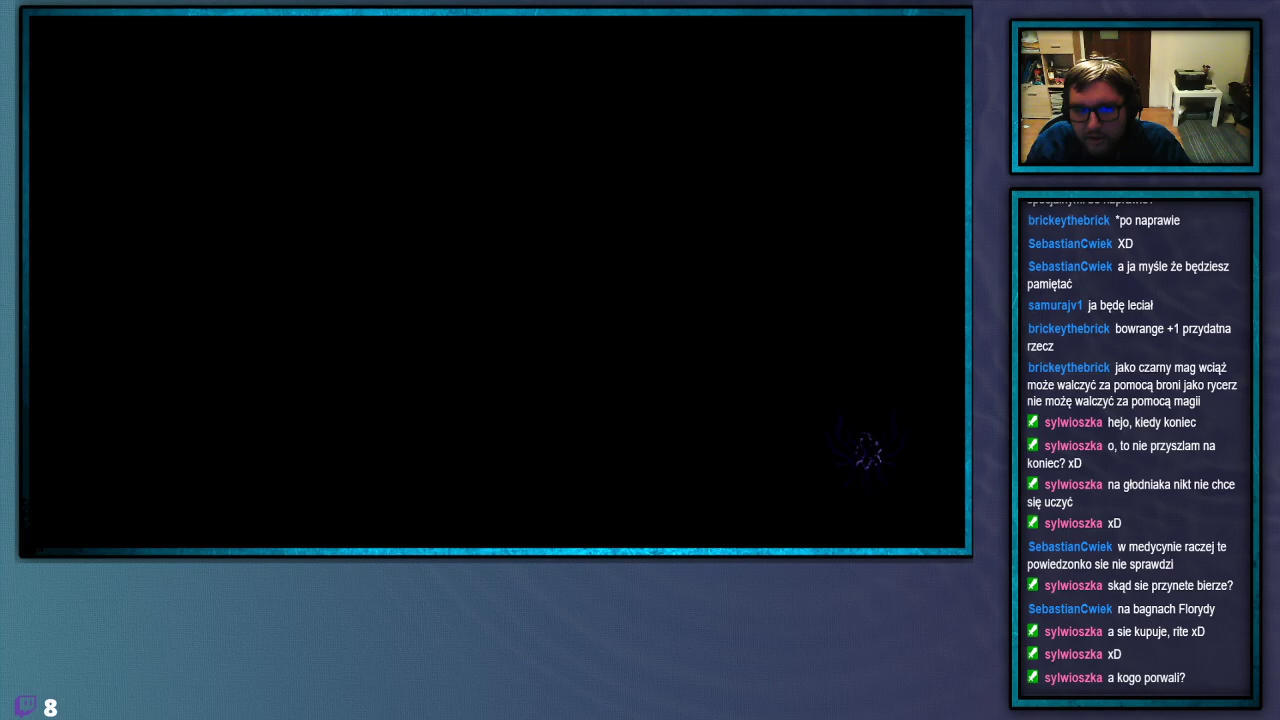 brickeythebrick *po naprawie
SebastianCwiek XD
SebastianCwiek a ja myśle że będziesz
pamiętać
samurajv1 ja będę leciał
brickeythebrick bowrange +1 przydatna
rzecz
brickeythebrick jako czarny mag wciąż
może walczyć za pomocą broni jako rycerz
nie możę walczyć za pomocą magii
sylwioszka hejo, kiedy koniec
sylwioszka o, to nie przyszlam na
koniec? xD
sylwioszka na głodniaka nikt nie chce
się uczyć
sylwioszka xD
SebastianCwiek w medycynie raczej te
powiedzonko sie nie sprawdzi
sylwioszka skąd sie przynete bierze?
SebastianCwiek na bagnach Florydy
sylwioszka a sie kupuje, rite xD
sylwioszka xD
sylwioszka a kogo porwali?
8